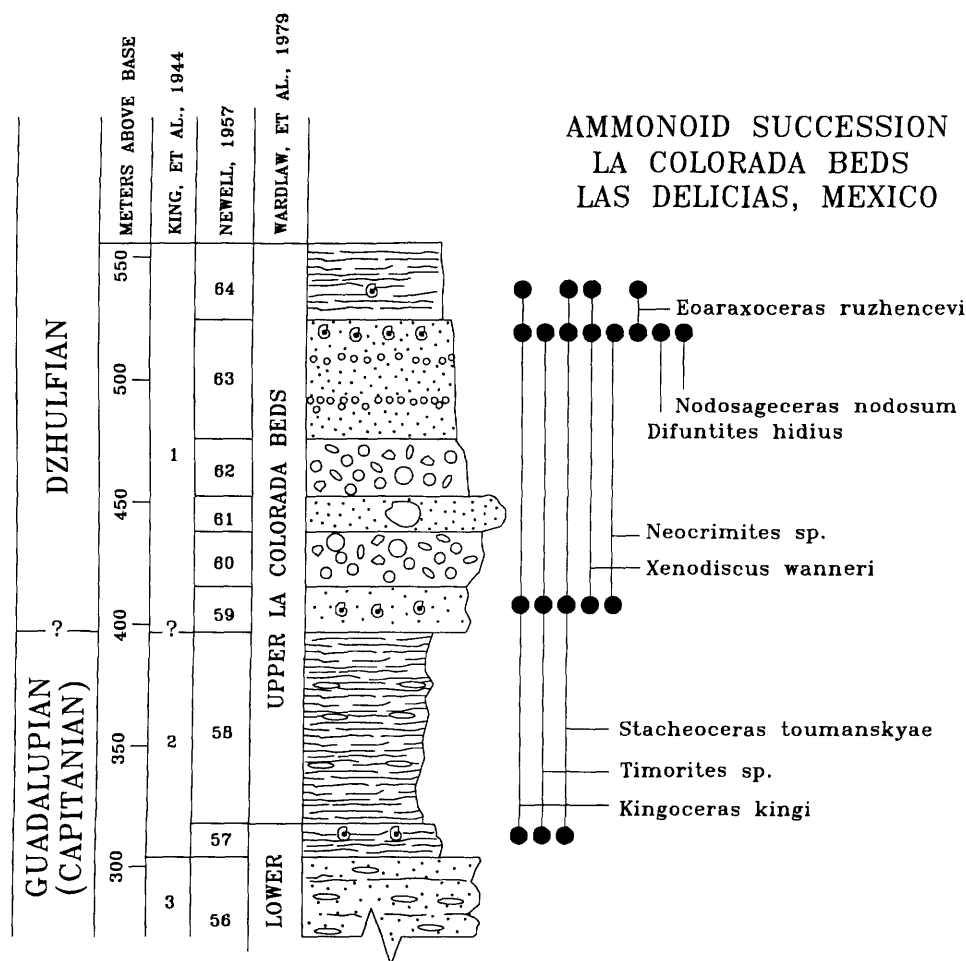 METERS ABOVE BASE
KING, ET AL., 1944
NEWELL, 1957
WARDLAW, ET AL., 1979
AMMONOID SUCCESSION
LA COLORADA BEDS
LAS DELICIAS, MEXICO
DZHULFIAN
?
GUADALUPIAN
(CAPITANIAN)
550
500
450
400
350
300
1
?
2
3
64
63
62
61
60
59
58
57
56
UPPER LA COLORADA BEDS
LOWER
Eoaraxoceras ruzhencevi
Nodosageceras nodosum
Difuntites hidius
Neocrimites sp.
Xenodiscus wanneri
Stacheoceras toumanskyae
Timorites sp.
Kingoceras kingi